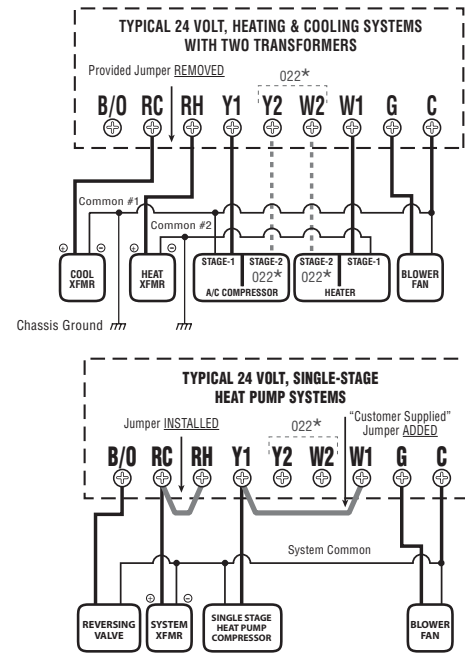 TYPICAL 24 VOLT, HEATING & COOLING SYSTEMS
WITH TWO TRANSFORMERS
Provided Jumper REMOVED
022*
B/O RC RH Y1 Y2 W2 W1 G C
Common #1
Common #2
COOL
XFMR
HEAT
XFMR
STAGE-1 STAGE-2
022*
A/C COMPRESSOR
STAGE-2 STAGE-1
022*
HEATER
BLOWER
FAN
Chassis Ground
TYPICAL 24 VOLT, SINGLE-STAGE
HEAT PUMP SYSTEMS
Jumper INSTALLED
022*
“Customer Supplied”
Jumper ADDED
B/O RC RH Y1 Y2 W2 W1 G C
System Common
REVERSING
VALVE
SYSTEM
XFMR
SINGLE STAGE
HEAT PUMP
COMPRESSOR
BLOWER
FAN